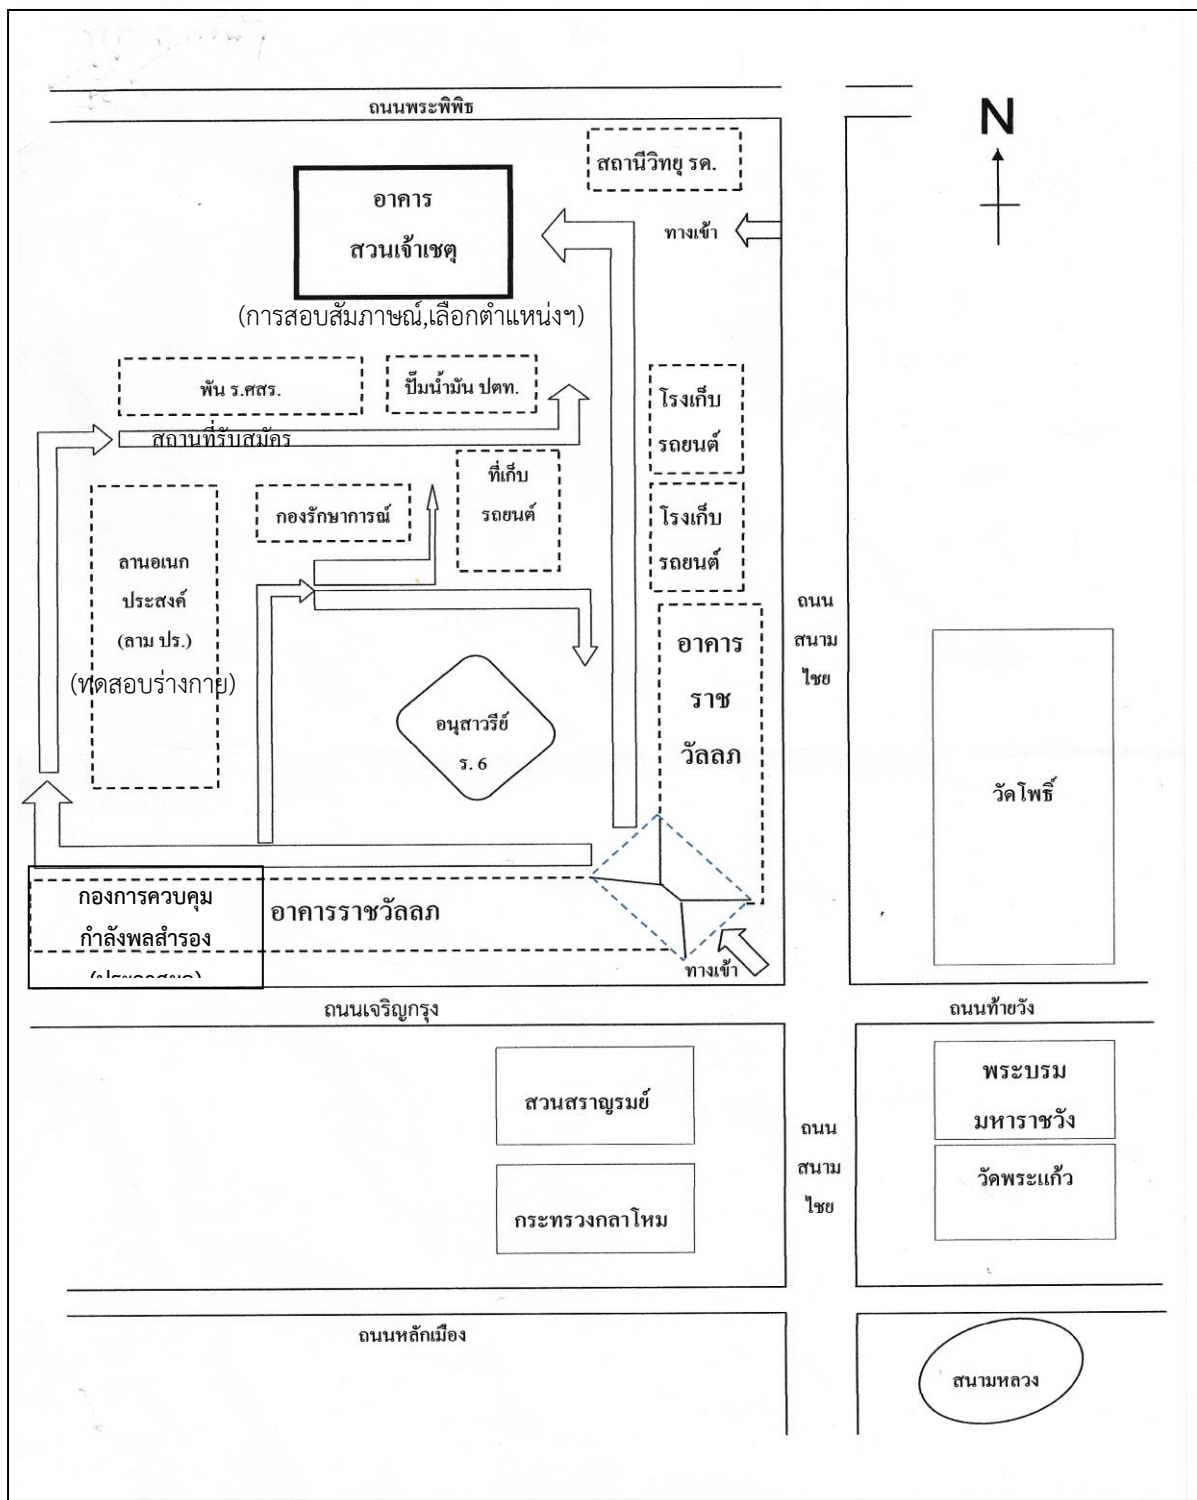 ถนนพระพิพิธ
N
สถานีวิทยุ รด.
อาคาร
สวนเจ้าเชตุ
ทางเข้า
(การสอบสัมภาษณ์,เลือกตำแหน่งฯ)
พัน ร.ศสร.
ปั๊มน้ำมัน ปตท.
โรงเก็บ
รถยนต์
สถานที่รับสมัคร
ที่เก็บ
รถยนต์
กองรักษาการณ์
โรงเก็บ
รถยนต์
ลานอเนก
ประสงค์
(ลาม ปร.)
(ทดสอบร่างกาย)
ถนน
สนาม
ไชย
อาคาร
ราช
วัลลภ
อนุสาวรีย์
ร. 6
วัดโพธิ์
กองการควบคุม
กำลังพลสำรอง
อาคารราชวัลลภ
ทางเข้า
ถนนเจริญกรุง
ถนนท้ายวัง
สวนสราญรมย์
พระบรม
มหาราชวัง
ถนน
สนาม
ไชย
วัดพระแก้ว
กระทรวงกลาโหม
ถนนหลักเมือง
สนามหลวง